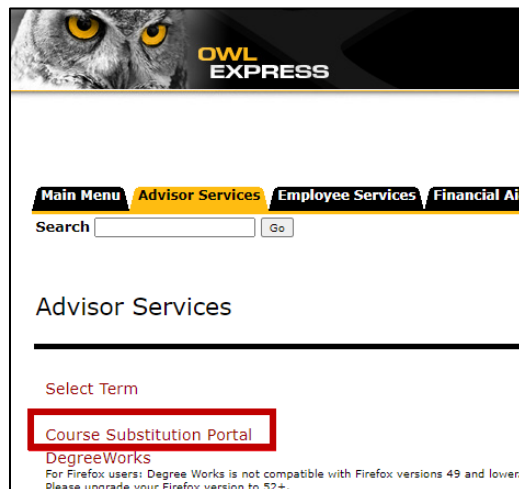 OWL
EXPRESS
Main Menu Advisor Services Employee Services Financial Ai
Search Go
Advisor Services
Select Term
Course Substitution Portal
DegreeWorks
For Firefox users: Degree Works is not compatible with Firefox versions 49 and lower.
Please upgrade your Firefox version to 52+.